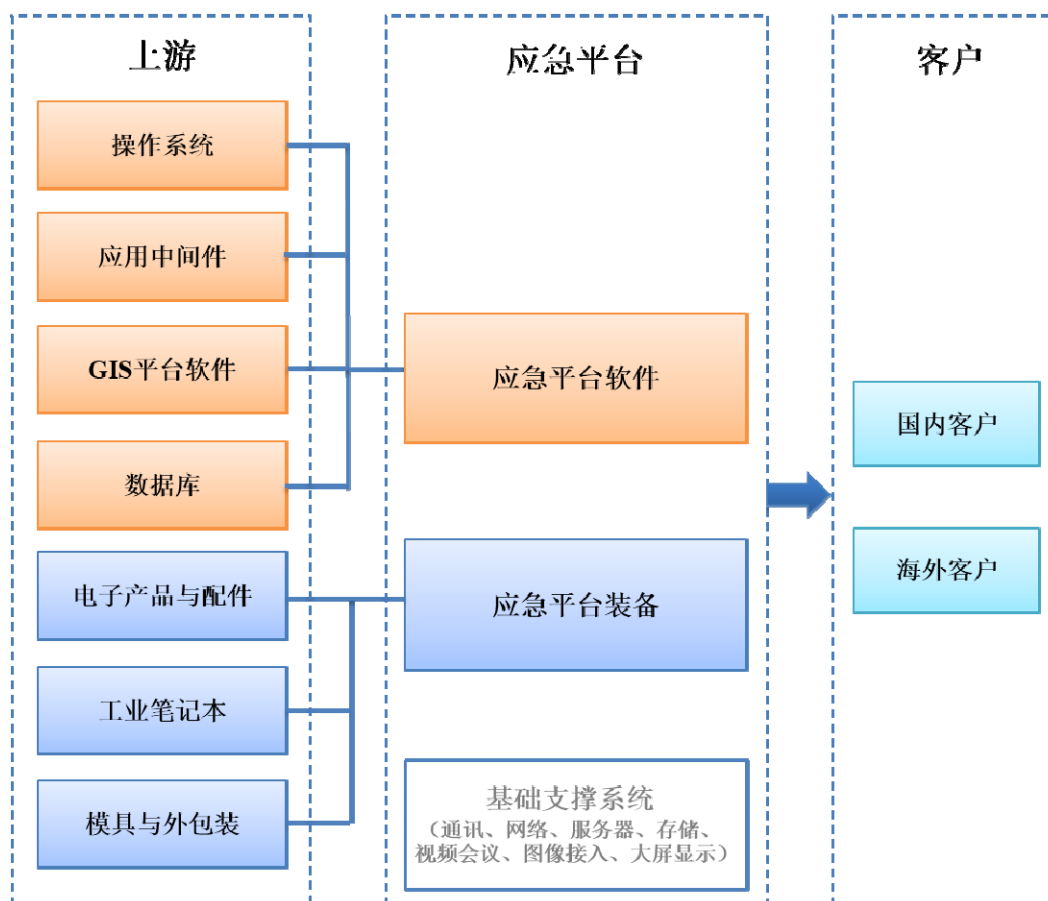 上游
操作系统
应用中间件
GIS平台软件
数据库
电子产品与配件
工业笔记本
模具与外包装
应急平台
应急平台软件
应急平台装备
基础支撑系统
（通讯、网络、服务器、存储、
视频会议、图像接入、大屏显示）
客户
国内客户
海外客户